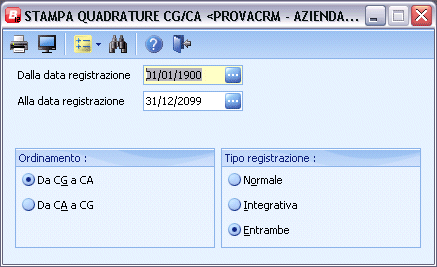 STAMPA QUADRATURE CG/CA <PROVACRM - AZIENDA...
Dalla data registrazione 01/01/1900
Alla data registrazione 31/12/2099
Ordinamento :
Da CG a CA
Da CA a CG
Tipo registrazione :
Normale
Integrativa
Entrambe